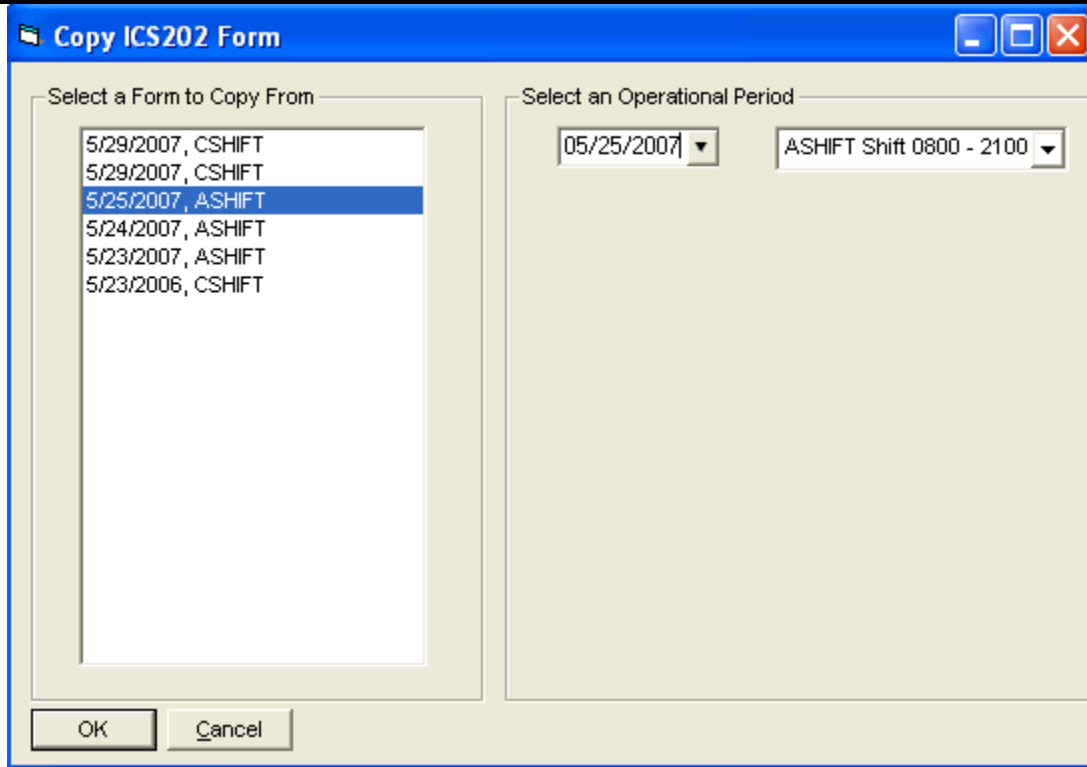 Copy ICS202 Form
Select a Form to Copy From
5/29/2007, CSHIFT
5/29/2007, CSHIFT
5/25/2007, ASHIFT
5/24/2007, ASHIFT
5/23/2007, ASHIFT
5/23/2006, CSHIFT
Select an Operational Period
05/25/2007
ASHIFT Shift 0800 - 2100
OK
Cancel